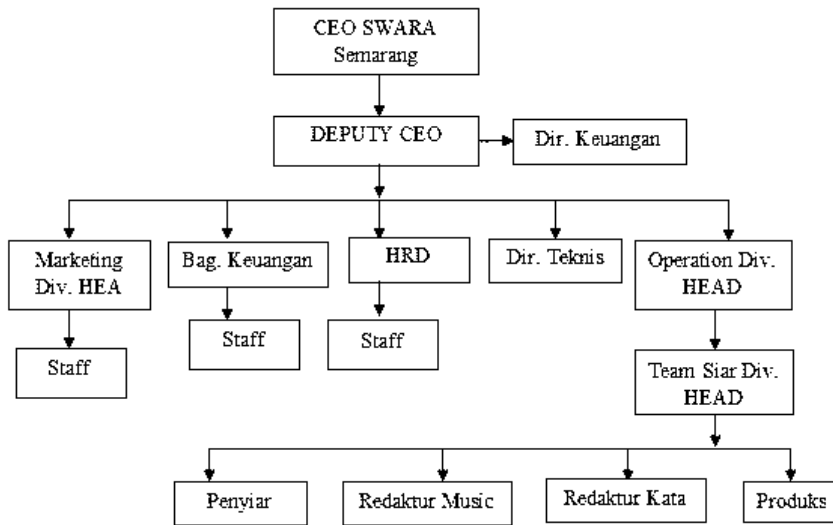 CEO SWARA
Semarang
DEPUTY CEO
Dir. Keuangan
Marketing
Div. HEA
Bag. Keuangan
HRD
Dir. Teknis
Operation Div.
HEAD
Staff
Staff
Staff
Team Siar Div.
HEAD
Penyiar
Redaktur Music
Redaktur Kata
Produks